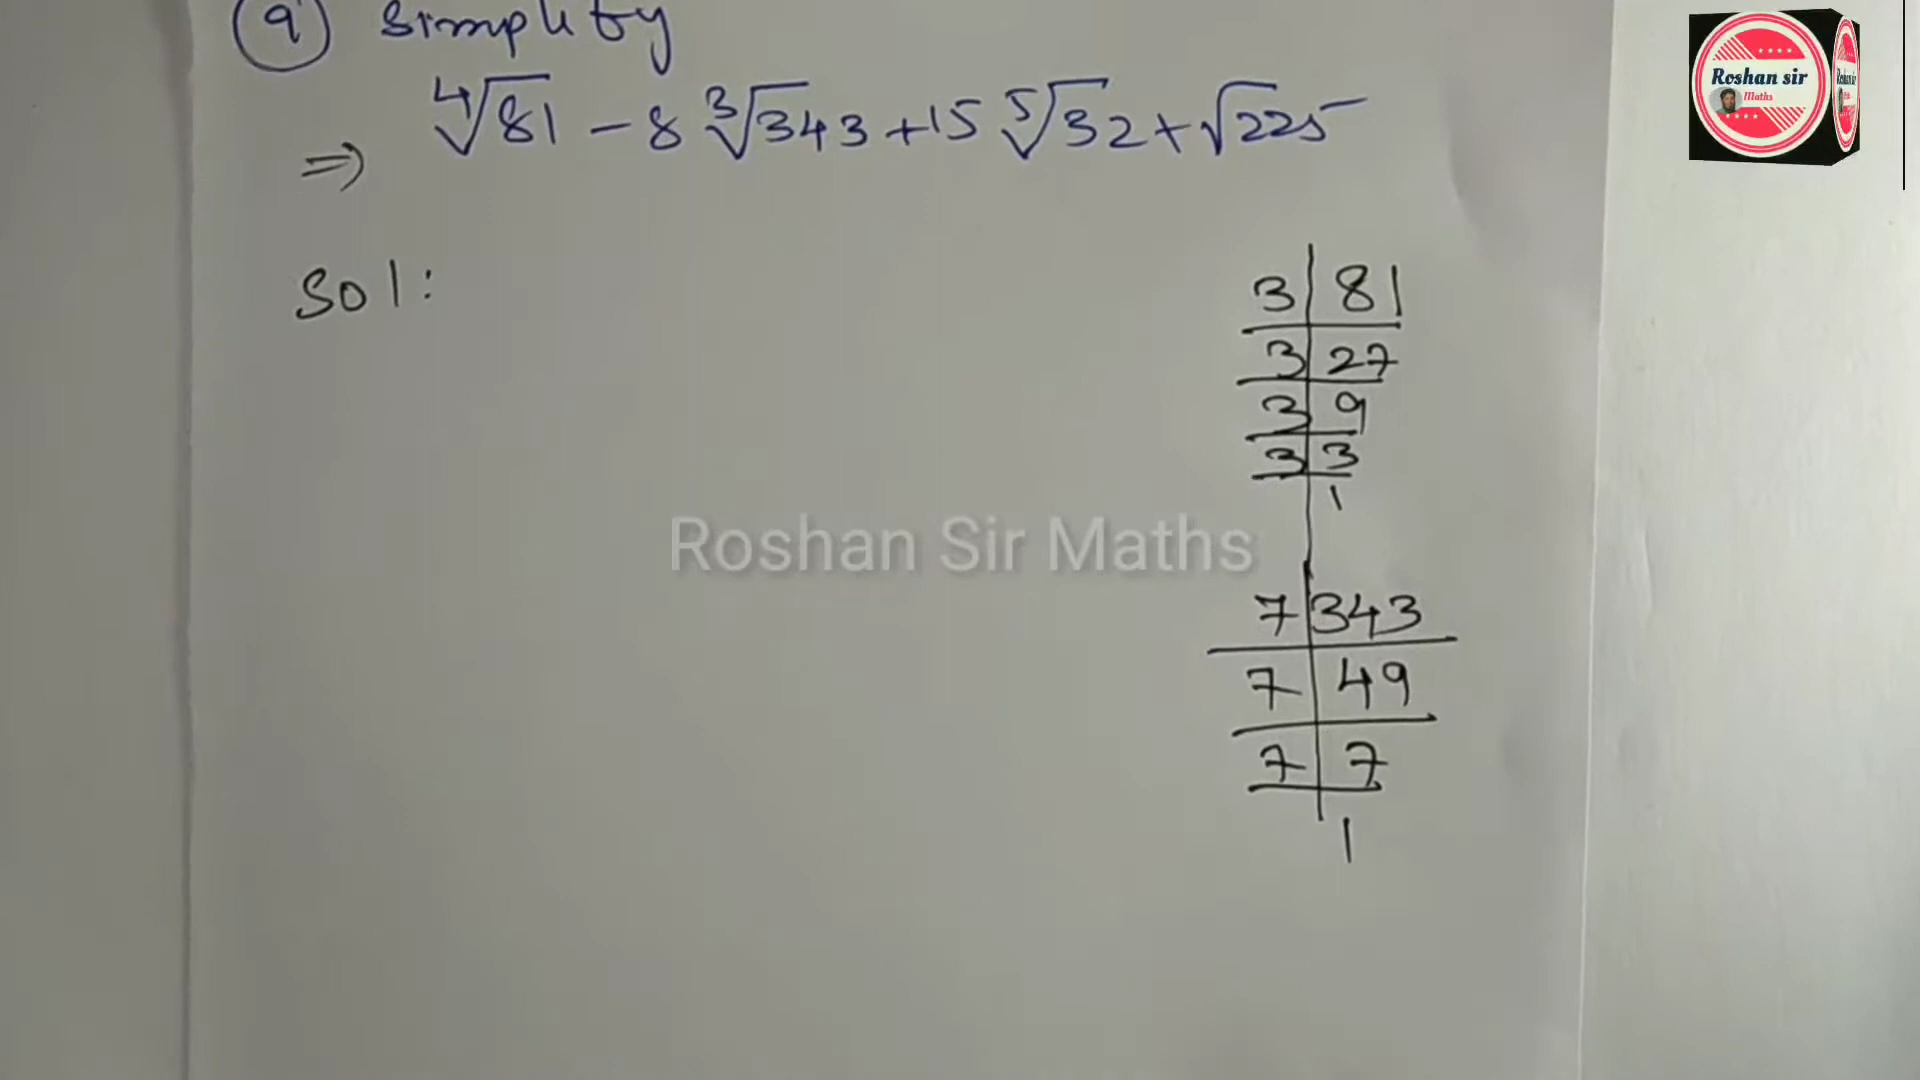 9 Simplify
⁴√81 - 8 ³√343 + 15 ⁵√32 + √225
⇒
Sol:
3 | 81
3 | 27
3 | 9
3 | 3
1
7 | 343
7 | 49
7 | 7
1
Roshan Sir Maths
Roshan sir
Maths